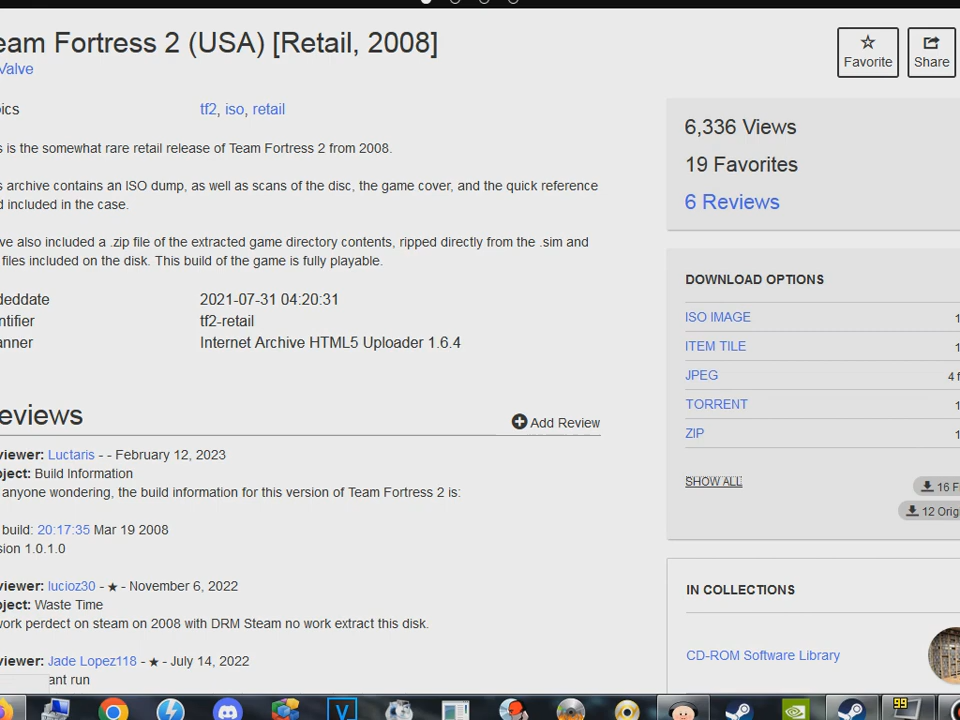 eam Fortress 2 (USA) [Retail, 2008]
Valve
Favorite
Share
ics
tf2, iso, retail
s is the somewhat rare retail release of Team Fortress 2 from 2008.
s archive contains an ISO dump, as well as scans of the disc, the game cover, and the quick reference
d included in the case.
ve also included a .zip file of the extracted game directory contents, ripped directly from the .sim and
files included on the disk. This build of the game is fully playable.
deddate 2021-07-31 04:20:31
ntifier tf2-retail
anner Internet Archive HTML5 Uploader 1.6.4
6,336 Views
19 Favorites
6 Reviews
DOWNLOAD OPTIONS
ISO IMAGE 1
ITEM TILE 1
JPEG 4 f
TORRENT 1
ZIP 1
SHOW ALL
16 F
12 Orig
eviews
Add Review
viewer: Luctaris - - February 12, 2023
bject: Build Information
anyone wondering, the build information for this version of Team Fortress 2 is:
build: 20:17:35 Mar 19 2008
sion 1.0.1.0
viewer: lucioz30 - ★ - November 6, 2022
bject: Waste Time
work perdect on steam on 2008 with DRM Steam no work extract this disk.
viewer: Jade Lopez118 - ★ - July 14, 2022
ant run
IN COLLECTIONS
CD-ROM Software Library
V
99